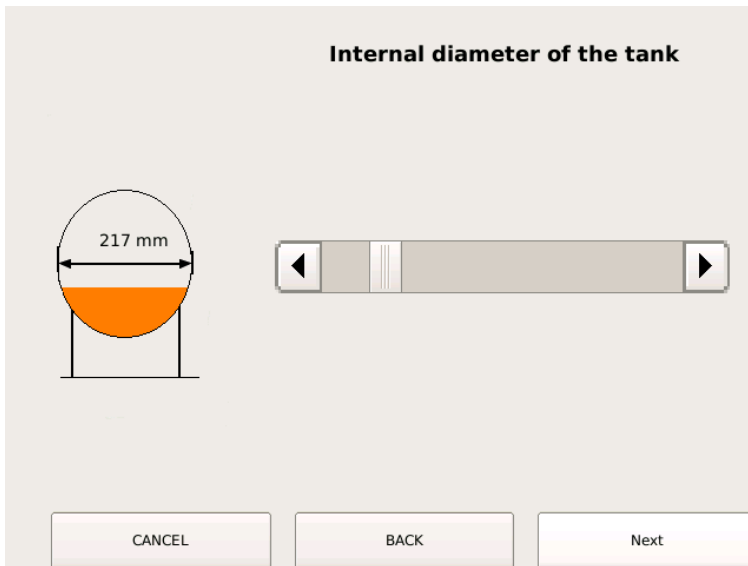 Internal diameter of the tank
217 mm
CANCEL
BACK
Next